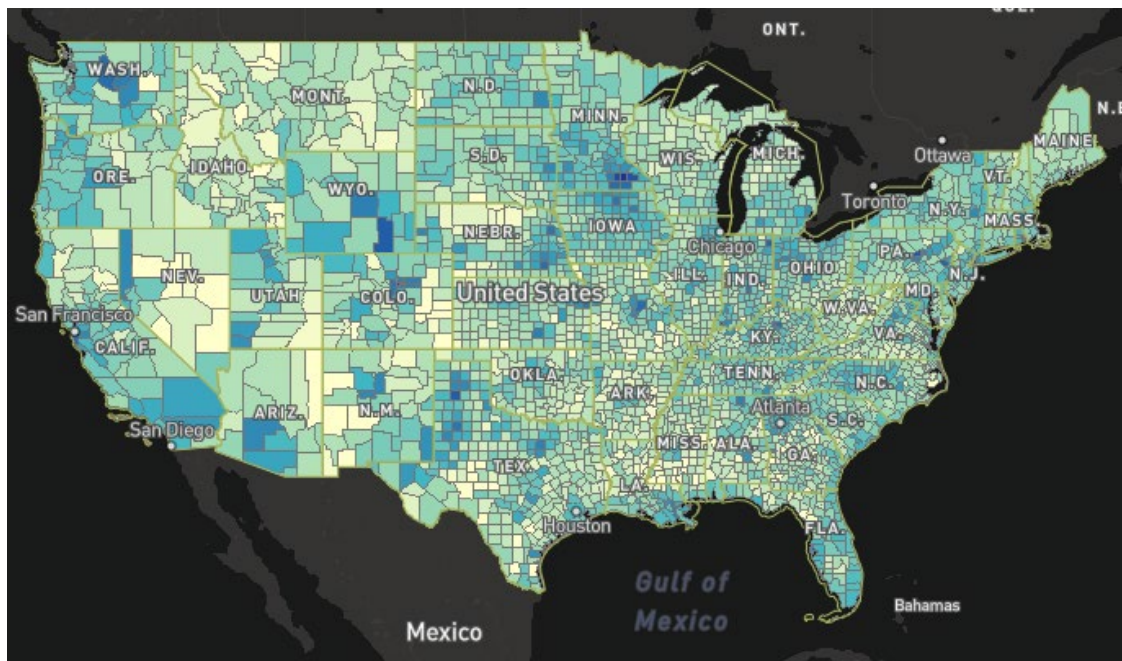 QUE.
ONT.
WASH.
MONT.
N.D.
MINN.
N.B
MAINE
Ottawa
ORE.
IDAHO
S.D.
WIS.
MICH.
VT.
WYO.
Toronto
N.Y.
MASS.
NEBR.
IOWA
Chicago
PA.
NEV.
UTAH
COLO.
United States
ILL.
IND.
OHIO
N.J.
MD.
San Francisco
CALIF.
W.VA.
VA.
KY.
ARIZ.
N.M.
OKLA.
ARK.
TENN.
N.C.
San Diego
Atlanta
S.C.
MISS.
ALA.
GA.
TEX.
LA.
Houston
FLA.
Gulf of
Mexico
Bahamas
Mexico